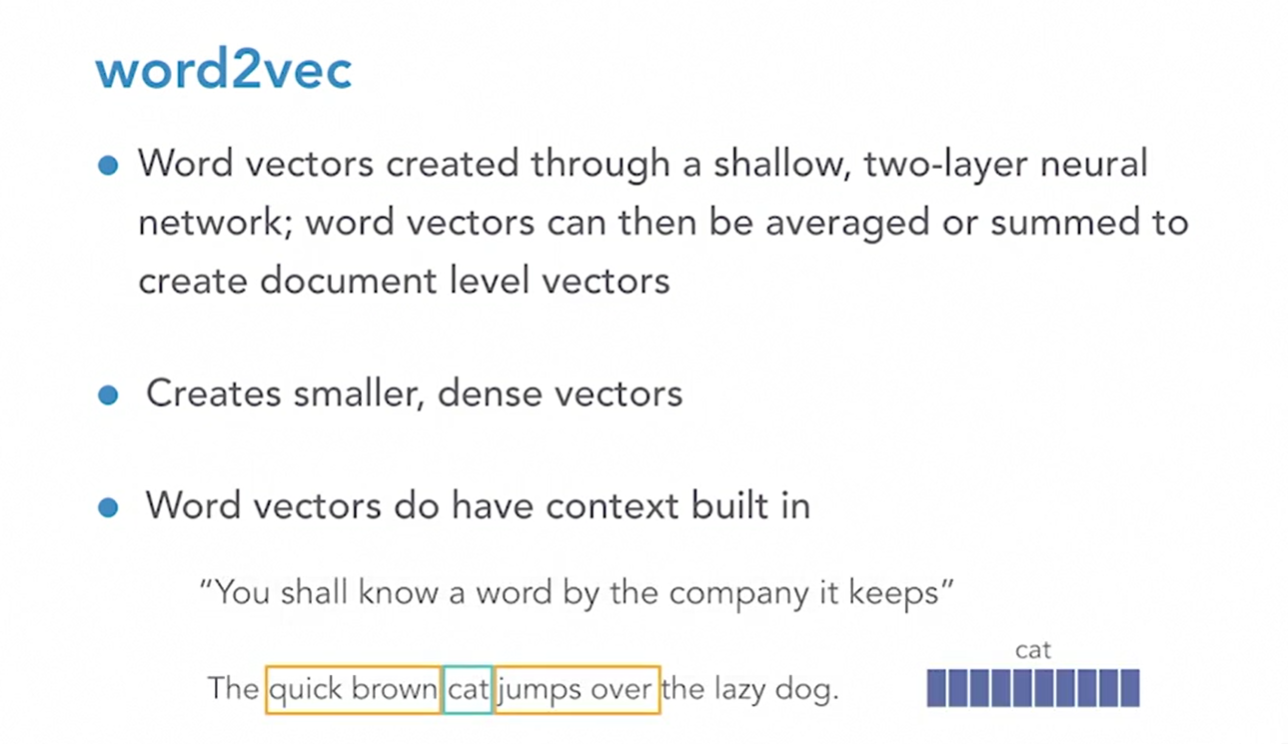 word2vec
Word vectors created through a shallow, two-layer neural
network; word vectors can then be averaged or summed to
create document level vectors
Creates smaller, dense vectors
Word vectors do have context built in
“You shall know a word by the company it keeps”
cat
The quick brown cat jumps over the lazy dog.